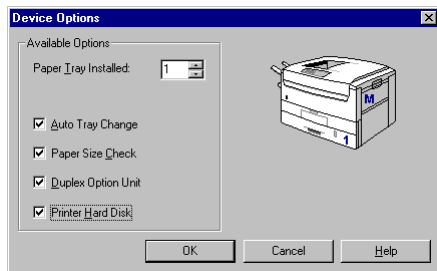 Device Options
Available Options
Paper Tray Installed: 1
Auto Tray Change
Paper Size Check
Duplex Option Unit
Printer Hard Disk
M
1
OK Cancel Help